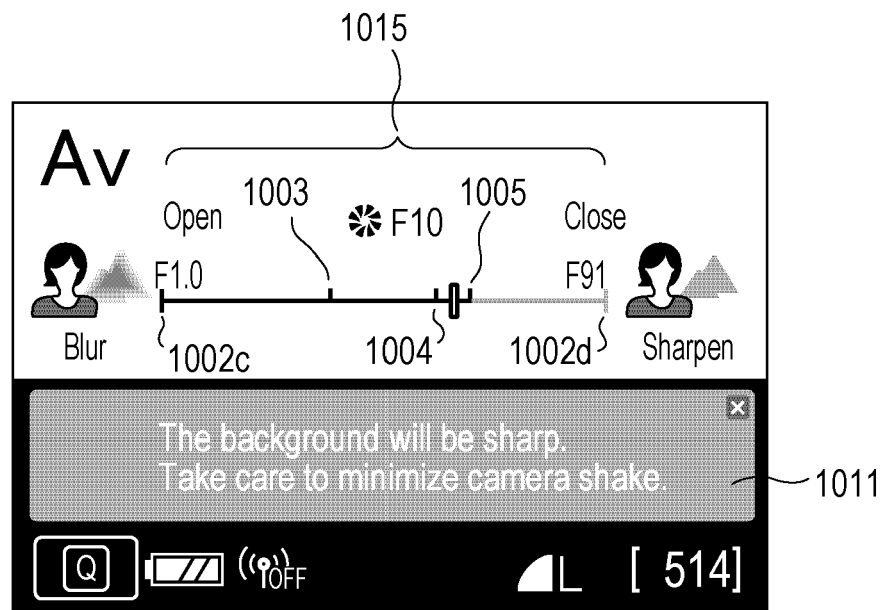 1015
Av
1003
1005
Open
F10
Close
F1.0
F91
Blur
1002c
1004
1002d
Sharpen
The background will be sharp.
Take care to minimize camera shake.
1011
Q
OFF
L
[ 514]